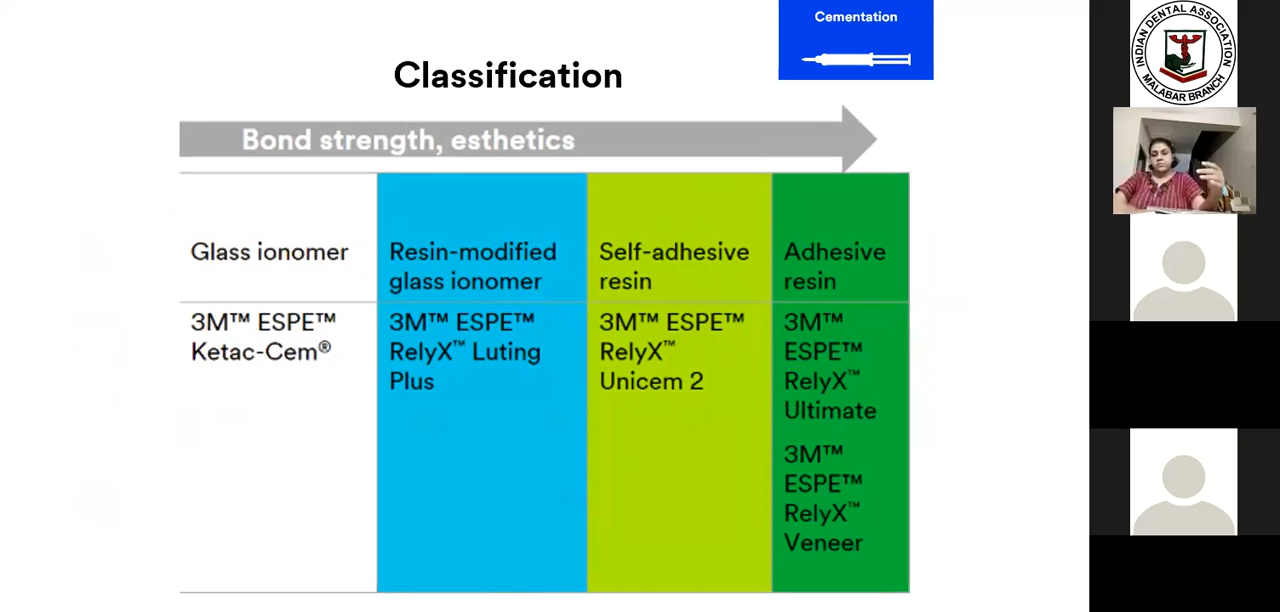 Cementation
Classification
Bond strength, esthetics
Glass ionomer
Resin-modified
glass ionomer
Self-adhesive
resin
Adhesive
resin
3M™ ESPE™
Ketac-Cem®
3M™ ESPE™
RelyX™ Luting
Plus
3M™ ESPE™
RelyX™
Unicem 2
3M™
ESPE™
RelyX™
Ultimate
3M™
ESPE™
RelyX™
Veneer
INDIAN DENTAL ASSOCIATION
MALABAR BRANCH